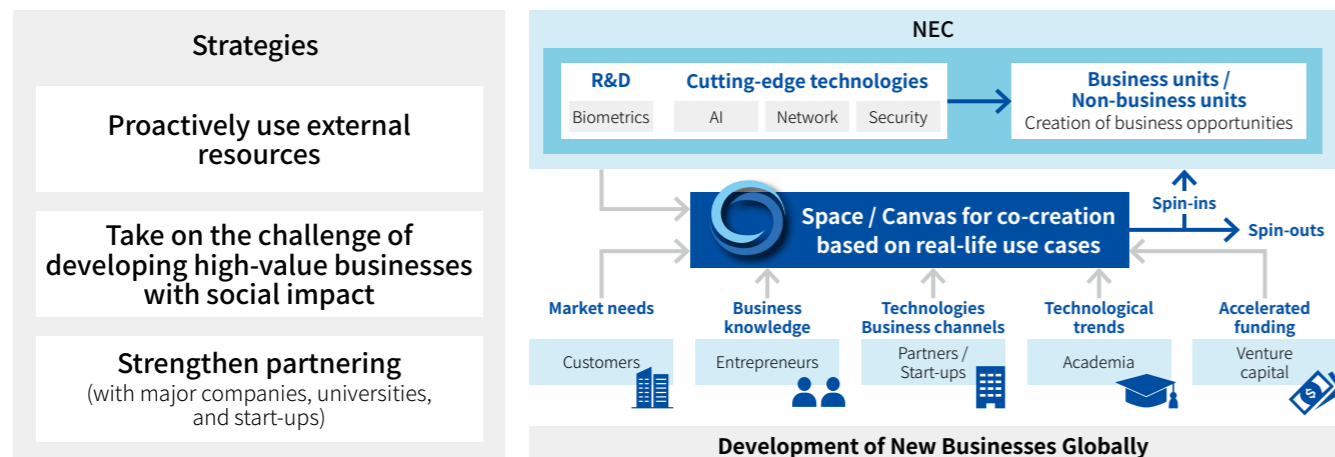 Strategies
Proactively use external
resources
Take on the challenge of
developing high-value businesses
with social impact
Strengthen partnering
(with major companies, universities,
and start-ups)
NEC
R&D
Cutting-edge technologies
Biometrics
AI
Network
Security
Business units /
Non-business units
Creation of business opportunities
Space / Canvas for co-creation
based on real-life use cases
Spin-ins
Spin-outs
Market needs
Customers
Business
knowledge
Entrepreneurs
Technologies
Business channels
Partners /
Start-ups
Technological
trends
Academia
Accelerated
funding
Venture
capital
$
Development of New Businesses Globally